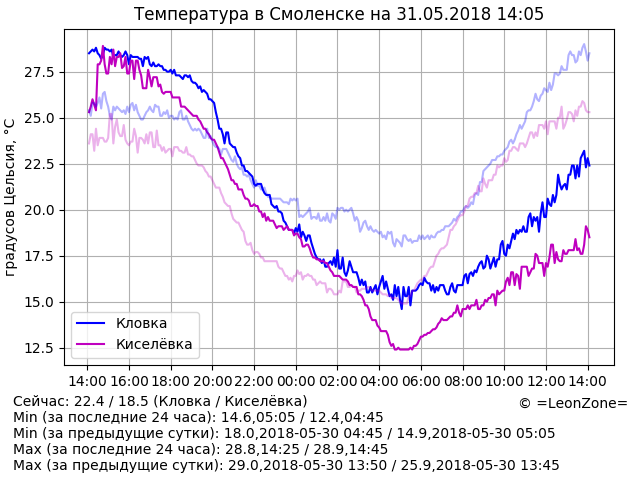 Температура в Смоленске на 31.05.2018 14:05
градусов Цельсия, °C
27.5
25.0
22.5
20.0
17.5
15.0
12.5
Кловка
Киселёвка
14:00 16:00 18:00 20:00 22:00 00:00 02:00 04:00 06:00 08:00 10:00 12:00 14:00
Сейчас: 22.4 / 18.5 (Кловка / Киселёвка)
© =LeonZone=
Min (за последние 24 часа): 14.6,05:05 / 12.4,04:45
Min (за предыдущие сутки): 18.0,2018-05-30 04:45 / 14.9,2018-05-30 05:05
Max (за последние 24 часа): 28.8,14:25 / 28.9,14:45
Max (за предыдущие сутки): 29.0,2018-05-30 13:50 / 25.9,2018-05-30 13:45